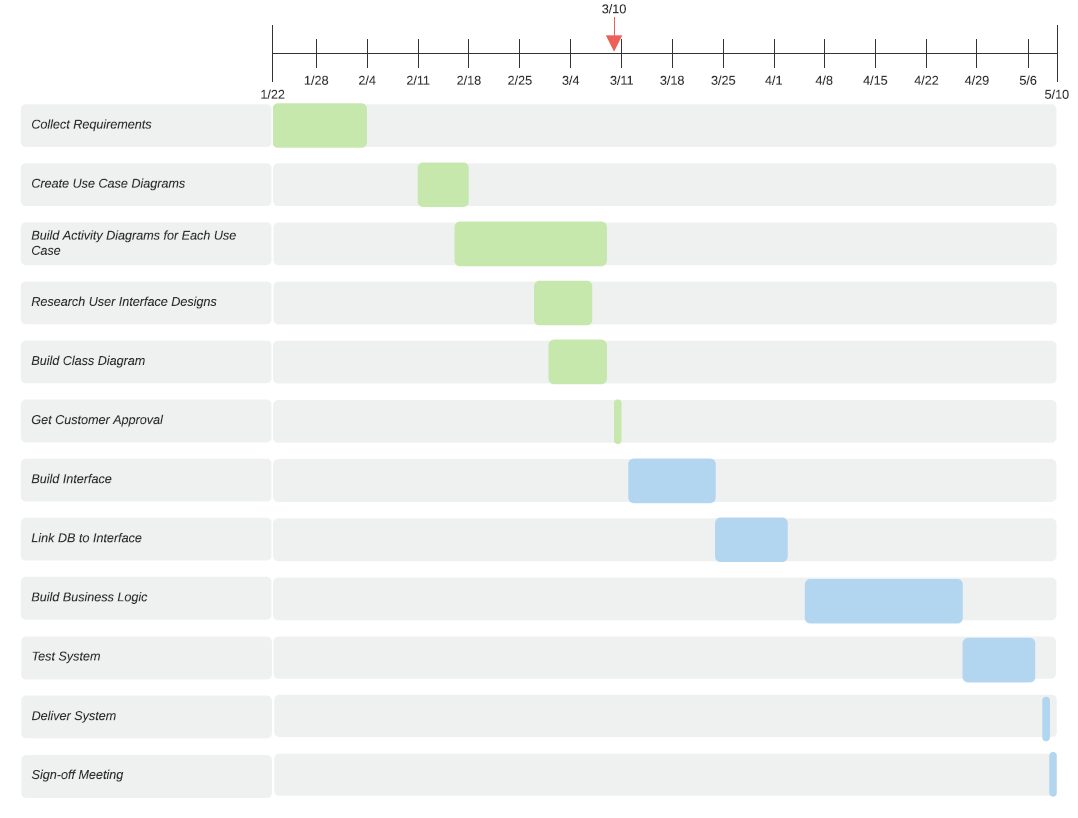 3/10
1/28 2/4 2/11 2/18 2/25 3/4 3/11 3/18 3/25 4/1 4/8 4/15 4/22 4/29 5/6
1/22 5/10
Collect Requirements
Create Use Case Diagrams
Build Activity Diagrams for Each Use
Case
Research User Interface Designs
Build Class Diagram
Get Customer Approval
Build Interface
Link DB to Interface
Build Business Logic
Test System
Deliver System
Sign-off Meeting